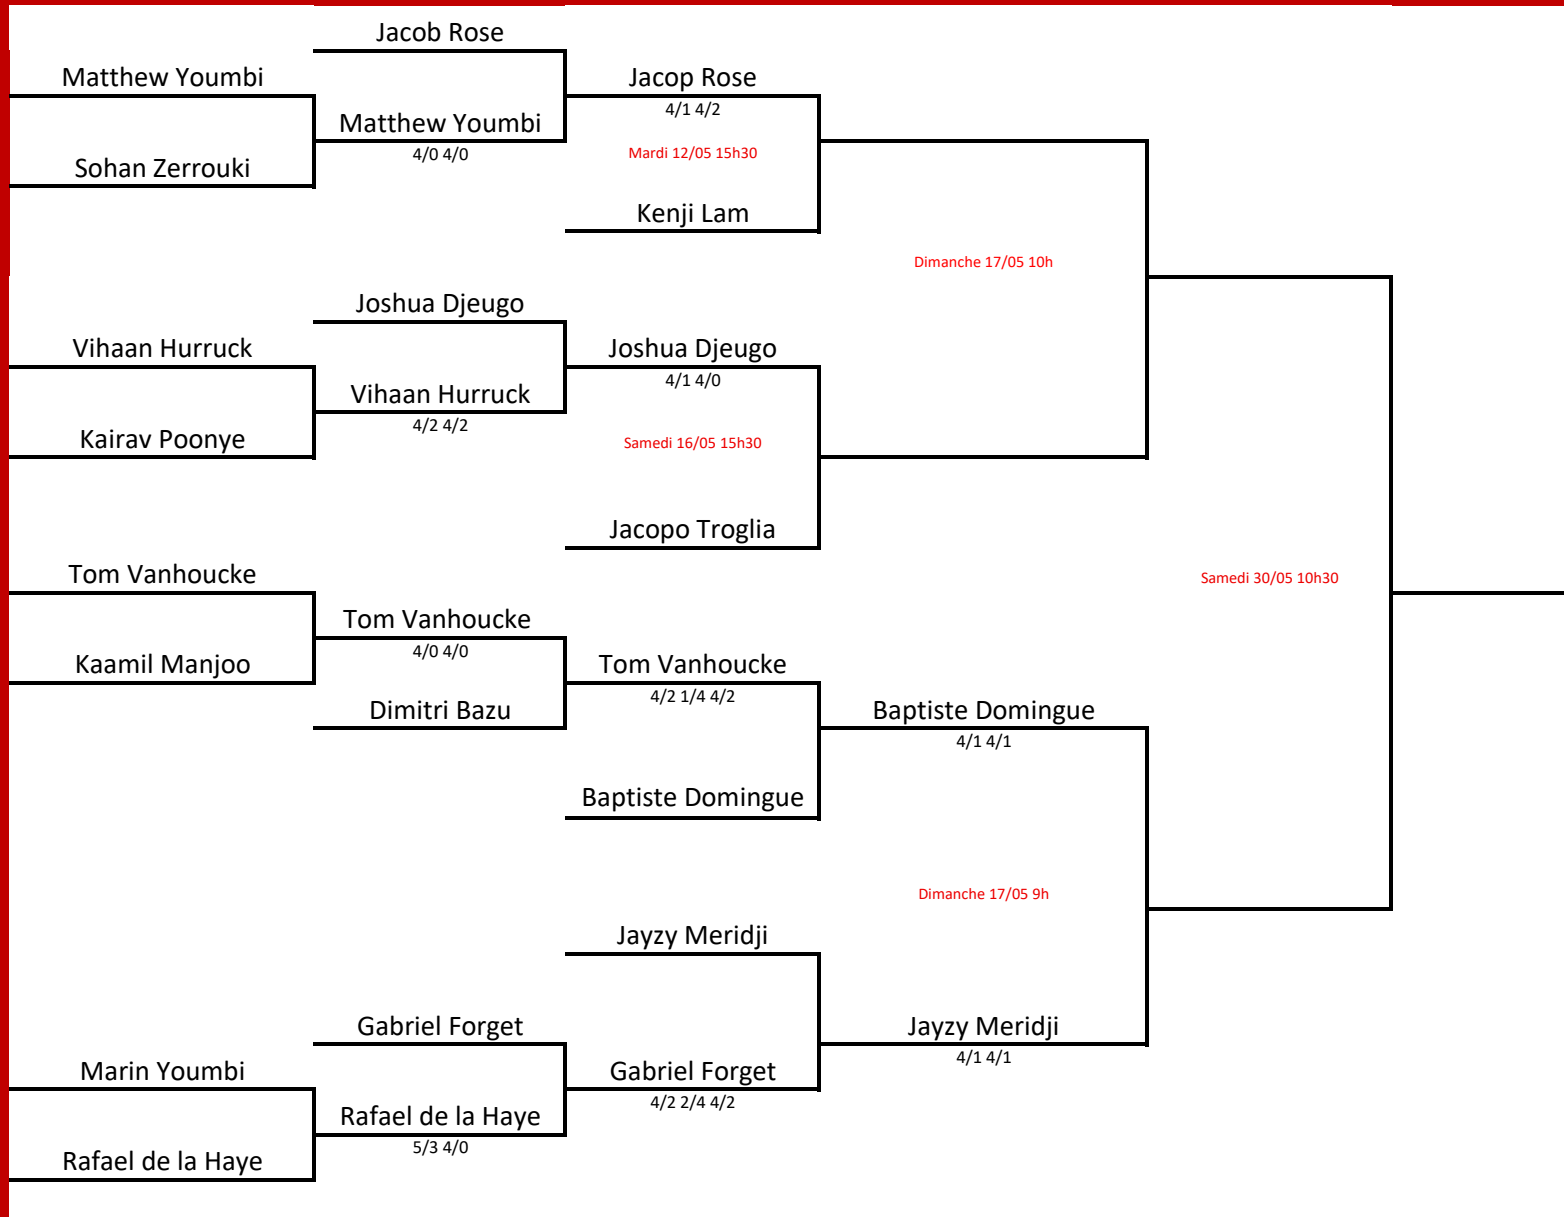 Jacob Rose
Matthew Youmbi
Jacop Rose
4/1 4/2
Matthew Youmbi
4/0 4/0
Mardi 12/05 15h30
Sohan Zerrouki
Kenji Lam
Dimanche 17/05 10h
Joshua Djeugo
Vihaan Hurruck
Joshua Djeugo
4/1 4/0
Vihaan Hurruck
4/2 4/2
Kairav Poonye
Samedi 16/05 15h30
Jacopo Troglia
Tom Vanhoucke
Samedi 30/05 10h30
Tom Vanhoucke
4/0 4/0
Kaamil Manjoo
Tom Vanhoucke
4/2 1/4 4/2
Dimitri Bazu
Baptiste Domingue
4/1 4/1
Baptiste Domingue
Dimanche 17/05 9h
Jayzy Meridji
Gabriel Forget
Jayzy Meridji
4/1 4/1
Marin Youmbi
Gabriel Forget
4/2 2/4 4/2
Rafael de la Haye
5/3 4/0
Rafael de la Haye